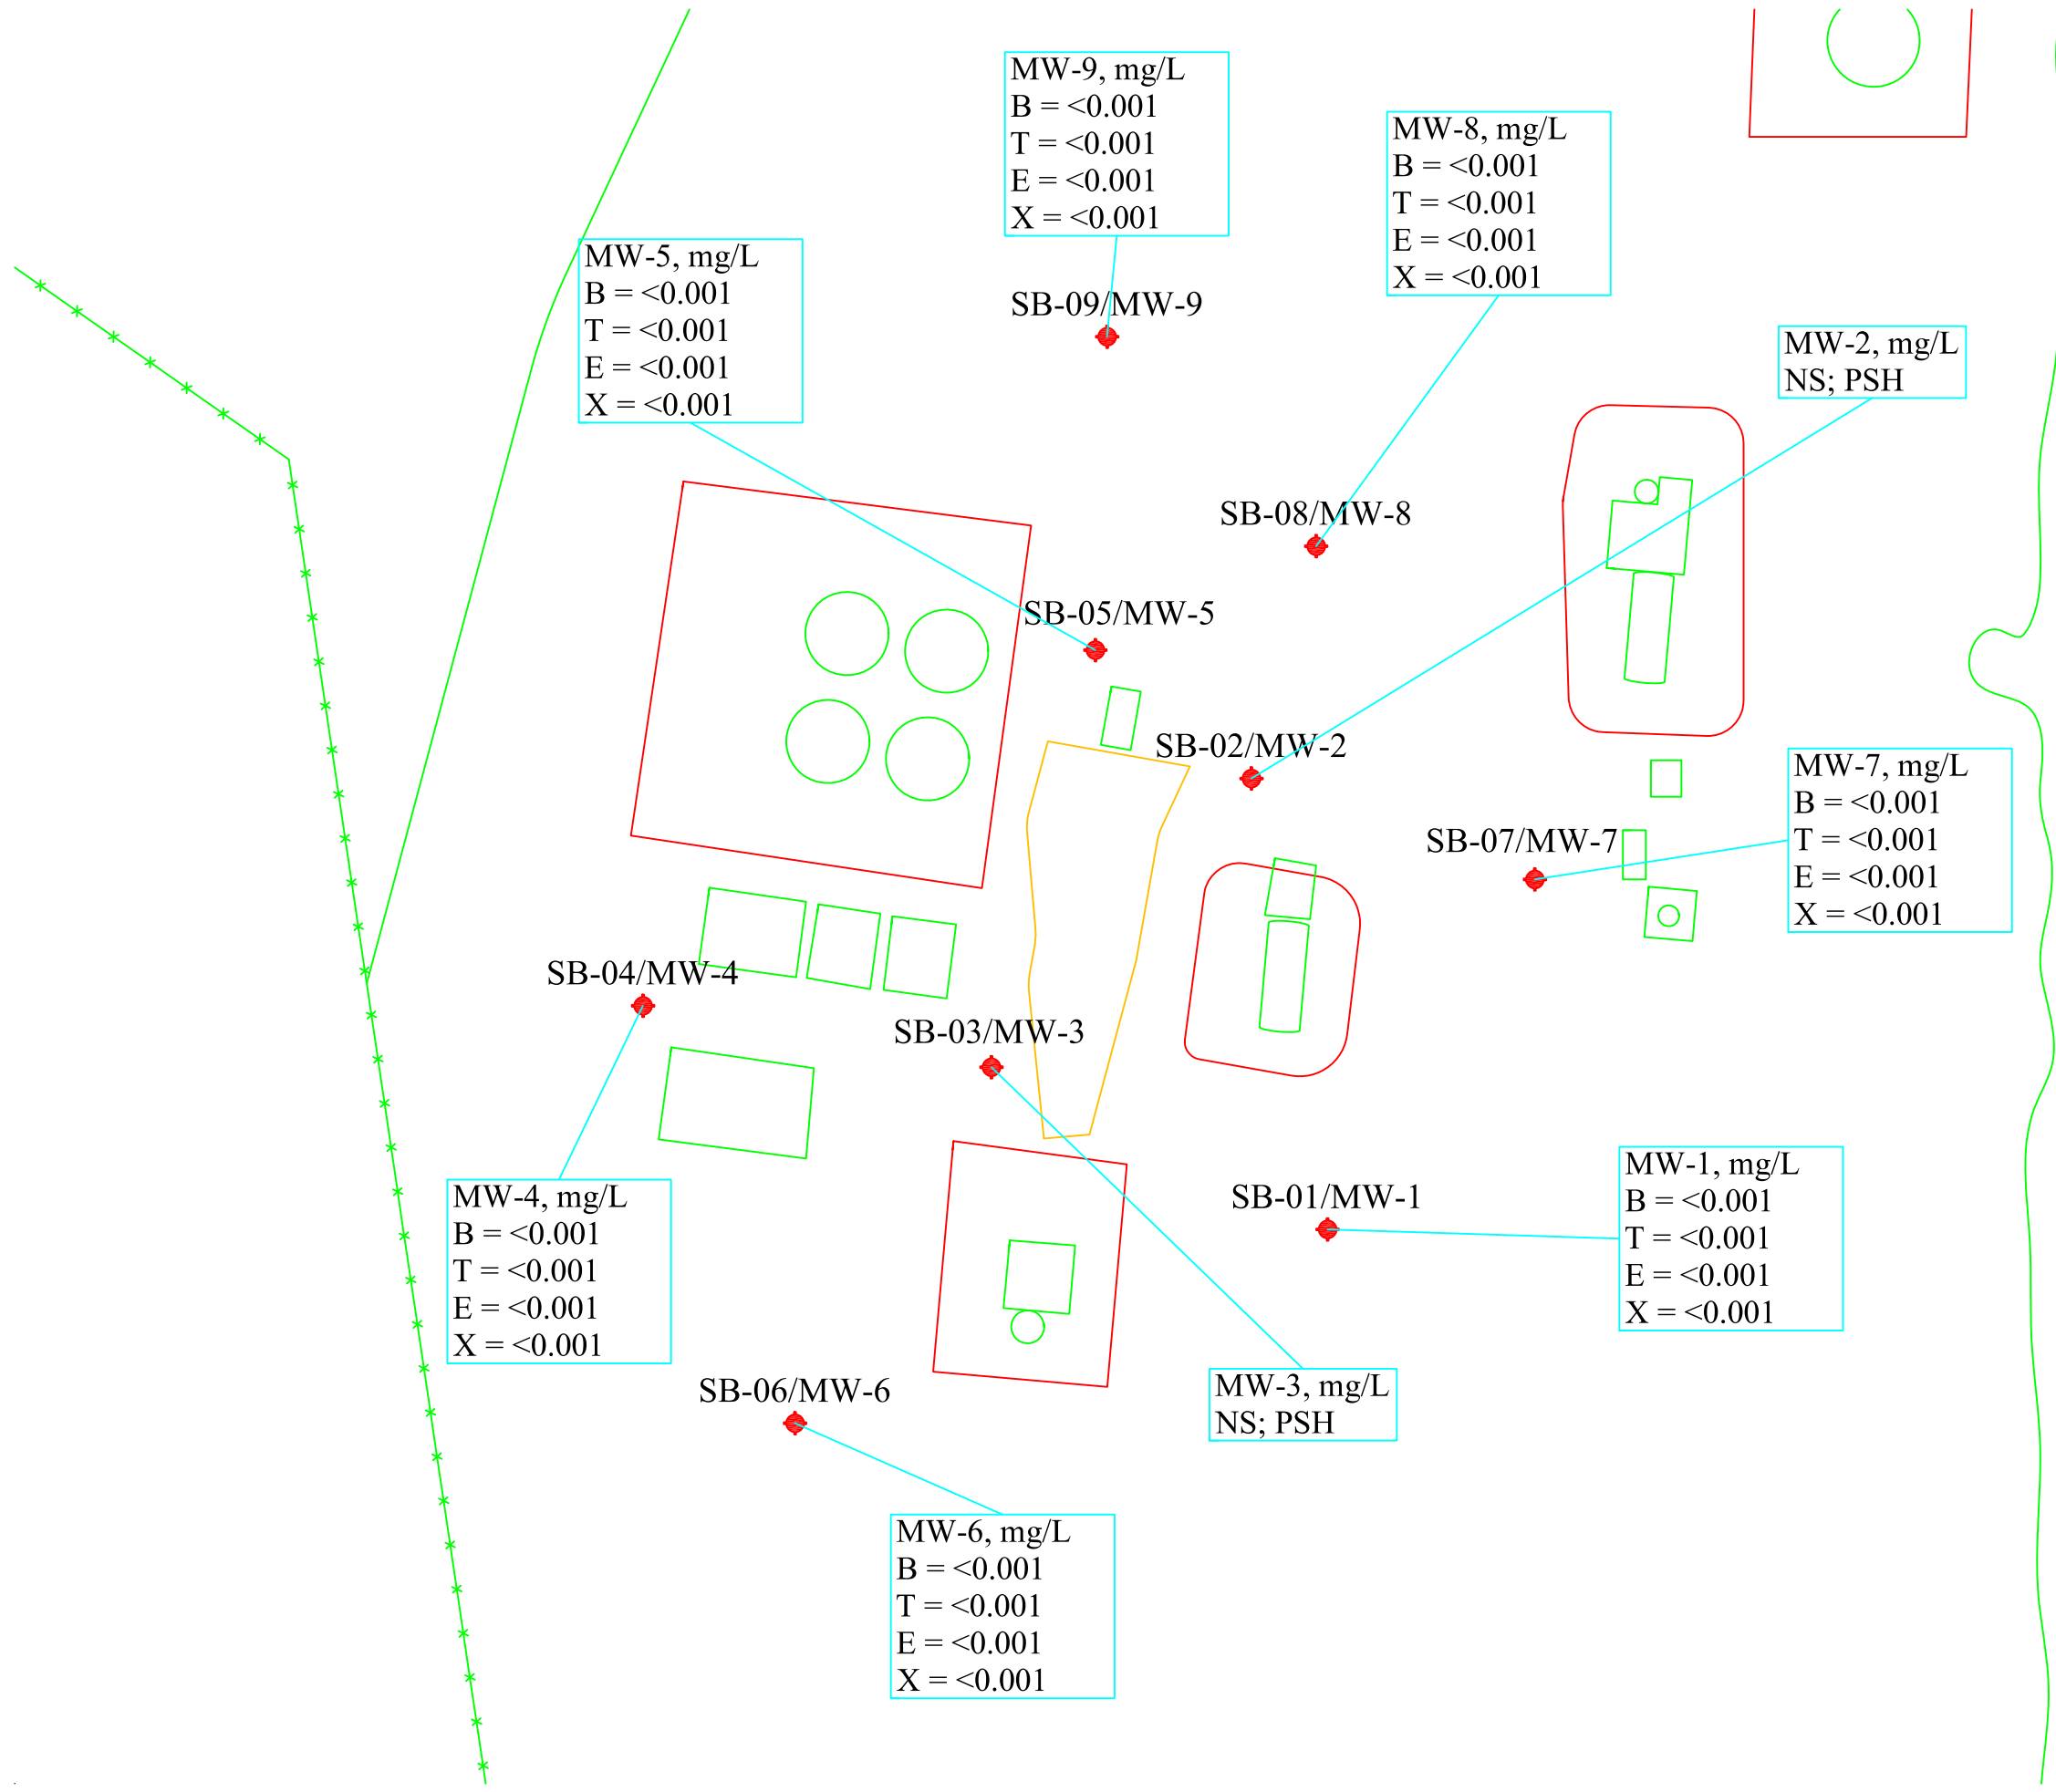 MW-9, mg/L
B = <0.001
T = <0.001
E = <0.001
X = <0.001
MW-8, mg/L
B = <0.001
T = <0.001
E = <0.001
X = <0.001
MW-5, mg/L
B = <0.001
T = <0.001
E = <0.001
X = <0.001
SB-09/MW-9
MW-2, mg/L
NS; PSH
SB-08/MW-8
SB-05/MW-5
SB-02/MW-2
MW-7, mg/L
B = <0.001
T = <0.001
E = <0.001
X = <0.001
SB-07/MW-7
SB-04/MW-4
SB-03/MW-3
MW-4, mg/L
B = <0.001
T = <0.001
E = <0.001
X = <0.001
SB-01/MW-1
MW-1, mg/L
B = <0.001
T = <0.001
E = <0.001
X = <0.001
SB-06/MW-6
MW-3, mg/L
NS; PSH
MW-6, mg/L
B = <0.001
T = <0.001
E = <0.001
X = <0.001